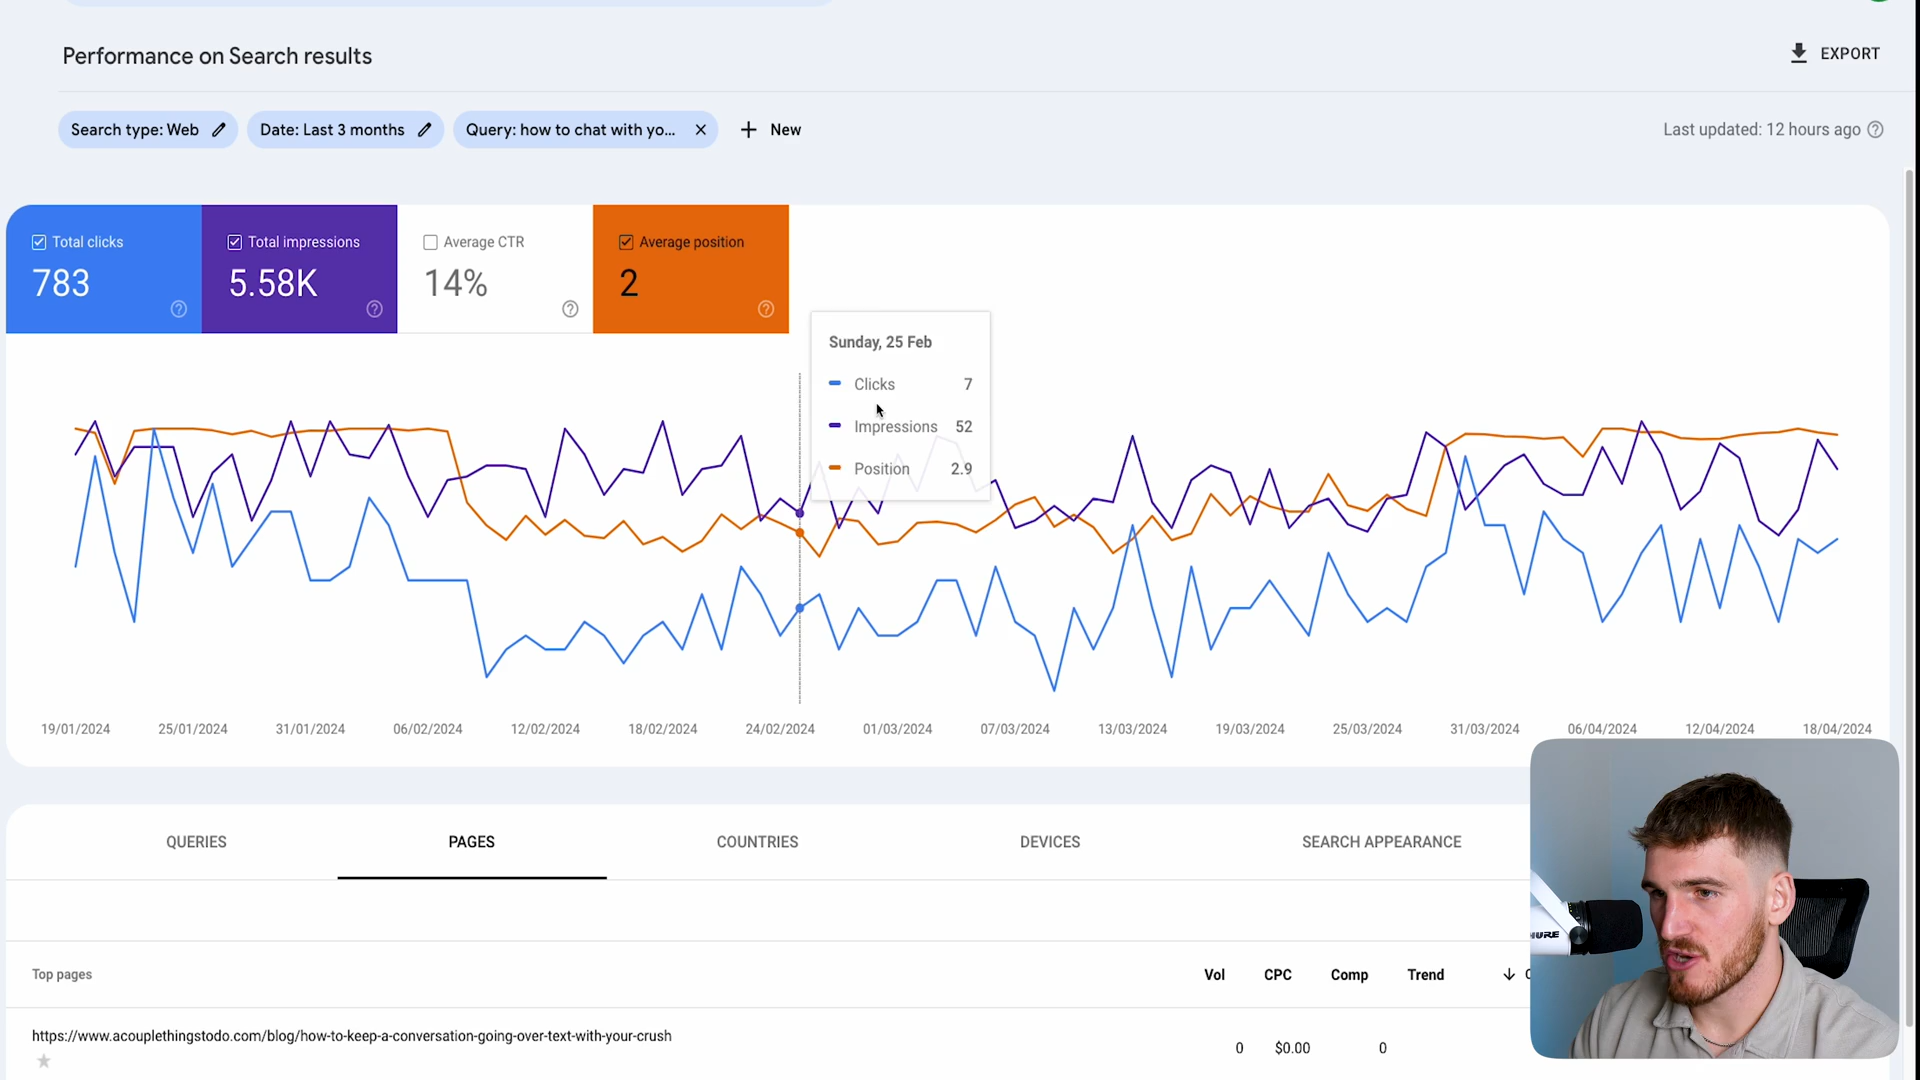 Performance on Search results
EXPORT
Search type: Web
Date: Last 3 months
Query: how to chat with yo...
New
Last updated: 12 hours ago
Total clicks
783
Total impressions
5.58K
Average CTR
14%
Average position
2
Sunday, 25 Feb
Clicks 7
Impressions 52
Position 2.9
19/01/2024 25/01/2024 31/01/2024 06/02/2024 12/02/2024 18/02/2024 24/02/2024 01/03/2024 07/03/2024 13/03/2024 19/03/2024 25/03/2024 31/03/2024 06/04/2024 12/04/2024 18/04/2024
QUERIES PAGES COUNTRIES DEVICES SEARCH APPEARANCE
Top pages Vol CPC Comp Trend
https://www.acouplethingstodo.com/blog/how-to-keep-a-conversation-going-over-text-with-your-crush
0 $0.00 0